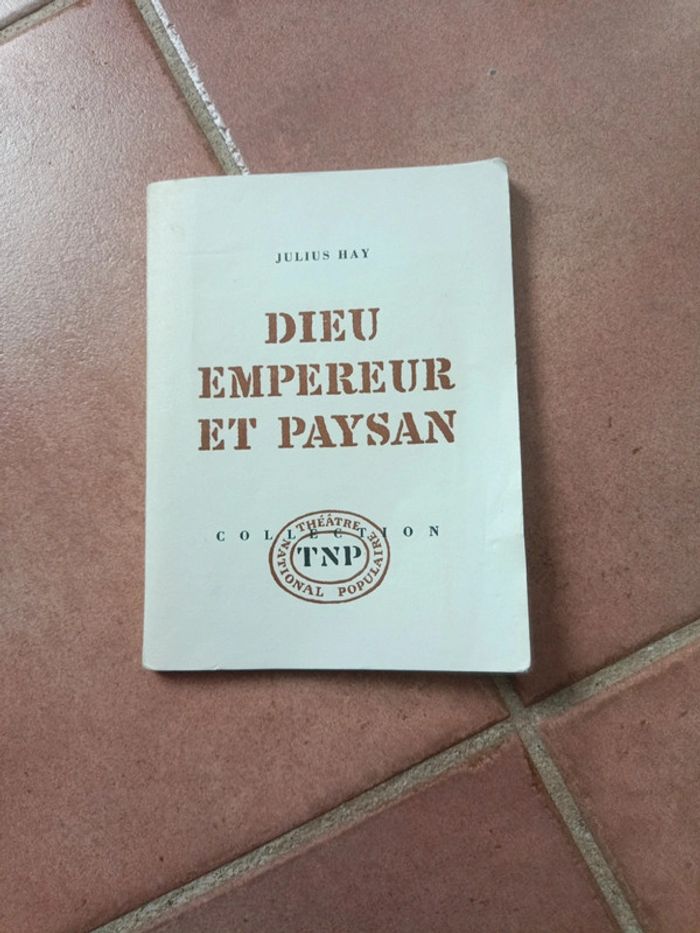 JULIUS HAY
DIEU
EMPEREUR
ET PAYSAN
COLLECTION
THÉÂTRE
NATIONAL POPULAIRE
TNP